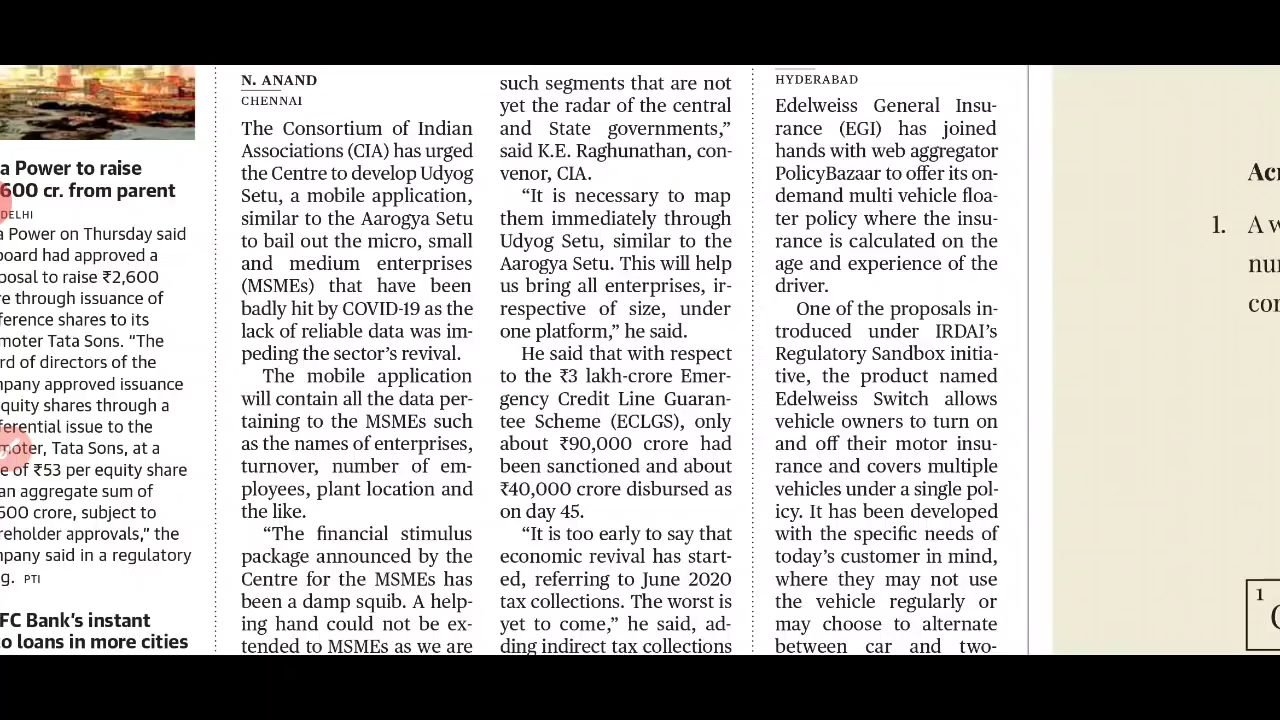 a Power to raise
600 cr. from parent
DELHI
a Power on Thursday said
board had approved a
posal to raise ₹2,600
re through issuance of
ference shares to its
moter Tata Sons. “The
rd of directors of the
mpany approved issuance
quity shares through a
ferential issue to the
moter, Tata Sons, at a
e of ₹53 per equity share
an aggregate sum of
600 crore, subject to
reholder approvals,” the
mpany said in a regulatory
g. PTI
FC Bank’s instant
o loans in more cities
N. ANAND
CHENNAI
The Consortium of Indian
Associations (CIA) has urged
the Centre to develop Udyog
Setu, a mobile application,
similar to the Aarogya Setu
to bail out the micro, small
and medium enterprises
(MSMEs) that have been
badly hit by COVID-19 as the
lack of reliable data was im-
peding the sector’s revival.
The mobile application
will contain all the data per-
taining to the MSMEs such
as the names of enterprises,
turnover, number of em-
ployees, plant location and
the like.
“The financial stimulus
package announced by the
Centre for the MSMEs has
been a damp squib. A help-
ing hand could not be ex-
tended to MSMEs as we are
such segments that are not
yet the radar of the central
and State governments,”
said K.E. Raghunathan, con-
venor, CIA.
“It is necessary to map
them immediately through
Udyog Setu, similar to the
Aarogya Setu. This will help
us bring all enterprises, ir-
respective of size, under
one platform,” he said.
He said that with respect
to the ₹3 lakh-crore Emer-
gency Credit Line Guaran-
tee Scheme (ECLGS), only
about ₹90,000 crore had
been sanctioned and about
₹40,000 crore disbursed as
on day 45.
“It is too early to say that
economic revival has start-
ed, referring to June 2020
tax collections. The worst is
yet to come,” he said, ad-
ding indirect tax collections
HYDERABAD
Edelweiss General Insu-
rance (EGI) has joined
hands with web aggregator
PolicyBazaar to offer its on-
demand multi vehicle floa-
ter policy where the insu-
rance is calculated on the
age and experience of the
driver.
One of the proposals in-
troduced under IRDAI’s
Regulatory Sandbox initia-
tive, the product named
Edelweiss Switch allows
vehicle owners to turn on
and off their motor insu-
rance and covers multiple
vehicles under a single pol-
icy. It has been developed
with the specific needs of
today’s customer in mind,
where they may not use
the vehicle regularly or
may choose to alternate
between car and two-
Acr
1. A w
nu
co
1